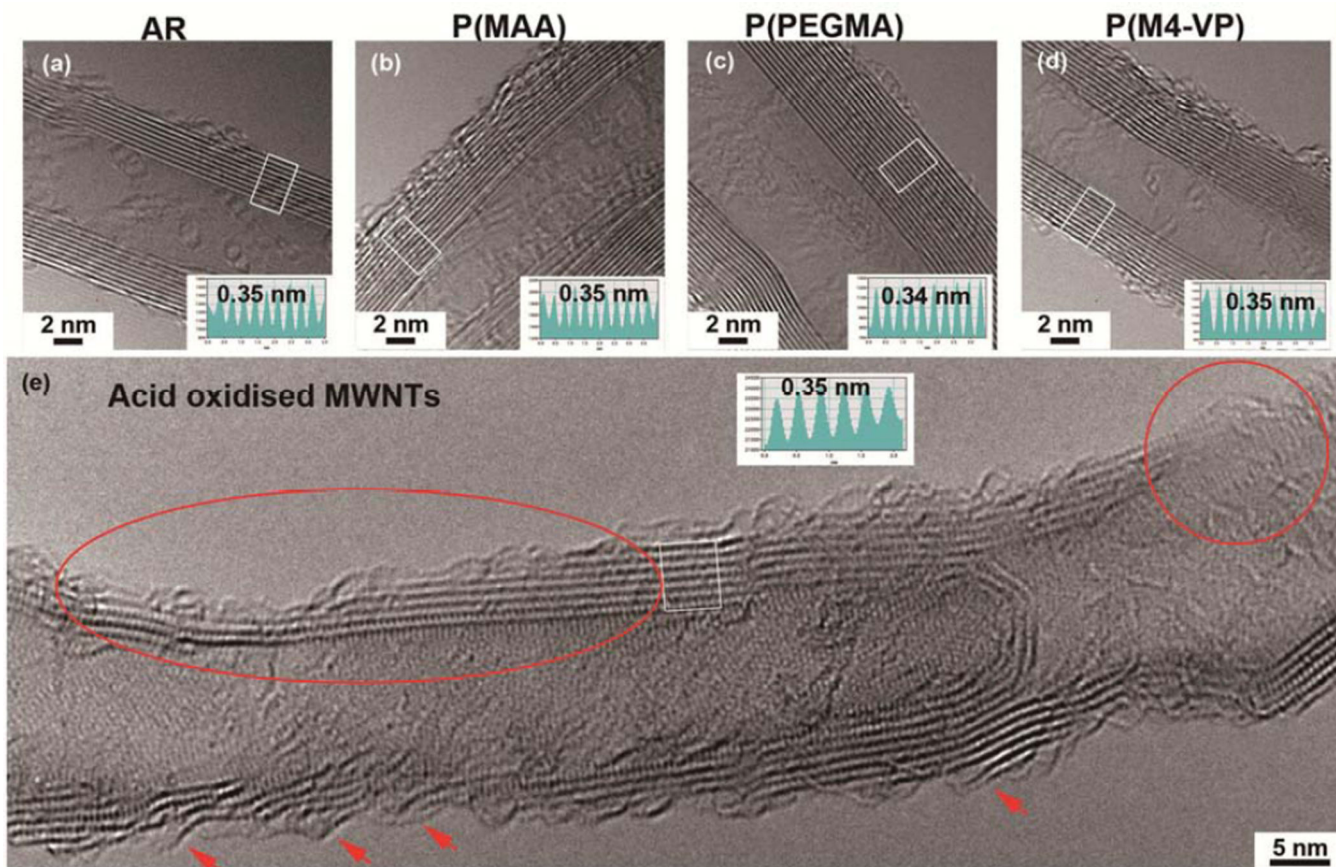 AR
P(MAA)
P(PEGMA)
P(M4-VP)
(a)
(b)
(c)
(d)
0.35 nm
0.35 nm
0.34 nm
0.35 nm
2 nm
2 nm
2 nm
2 nm
(e)
Acid oxidised MWNTs
0.35 nm
5 nm